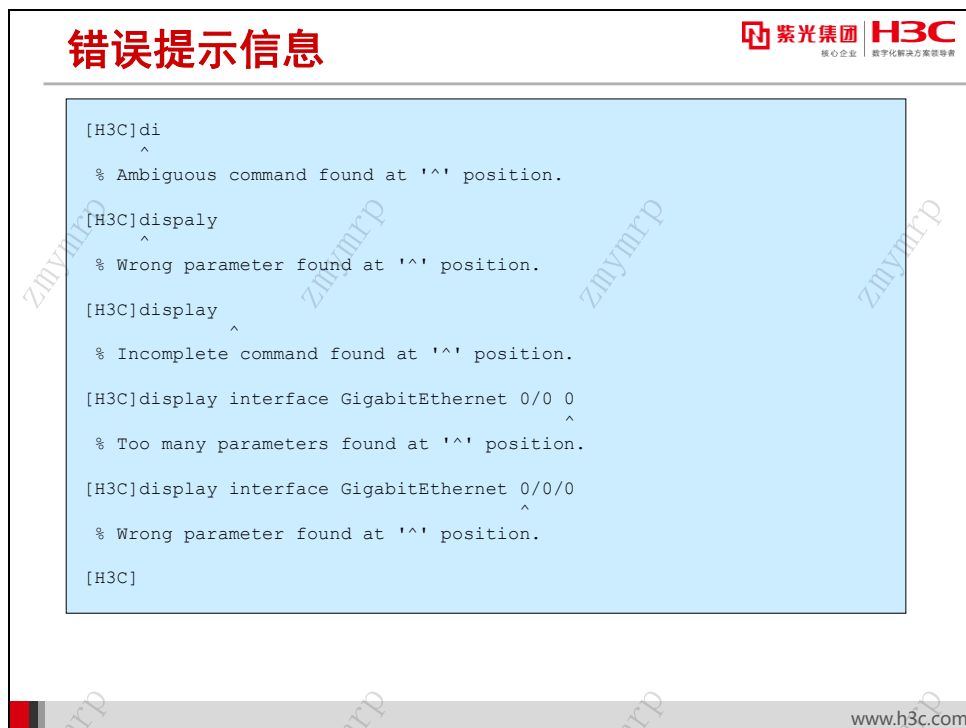 错误提示信息
紫光集团 H3C
核心企业 数字化解决方案领导者
[H3C]di
^
% Ambiguous command found at '^' position.
[H3C]dispaly
^
% Wrong parameter found at '^' position.
[H3C]display
^
% Incomplete command found at '^' position.
[H3C]display interface GigabitEthernet 0/0 0
^
% Too many parameters found at '^' position.
[H3C]display interface GigabitEthernet 0/0/0
^
% Wrong parameter found at '^' position.
[H3C]
zmymrp
zmymrp
zmymrp
zmymrp
www.h3c.com